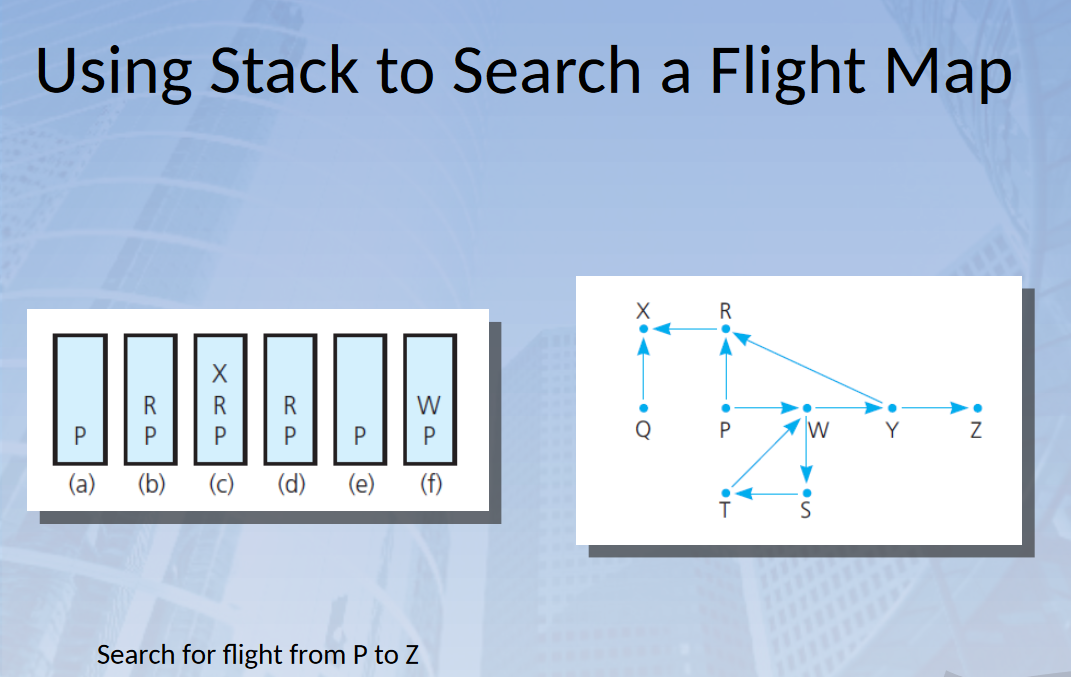 Using Stack to Search a Flight Map
X
R R R
P P P P P P
W
(a) (b) (c) (d) (e) (f)
X R
Q P W Y Z
T S
Search for flight from P to Z